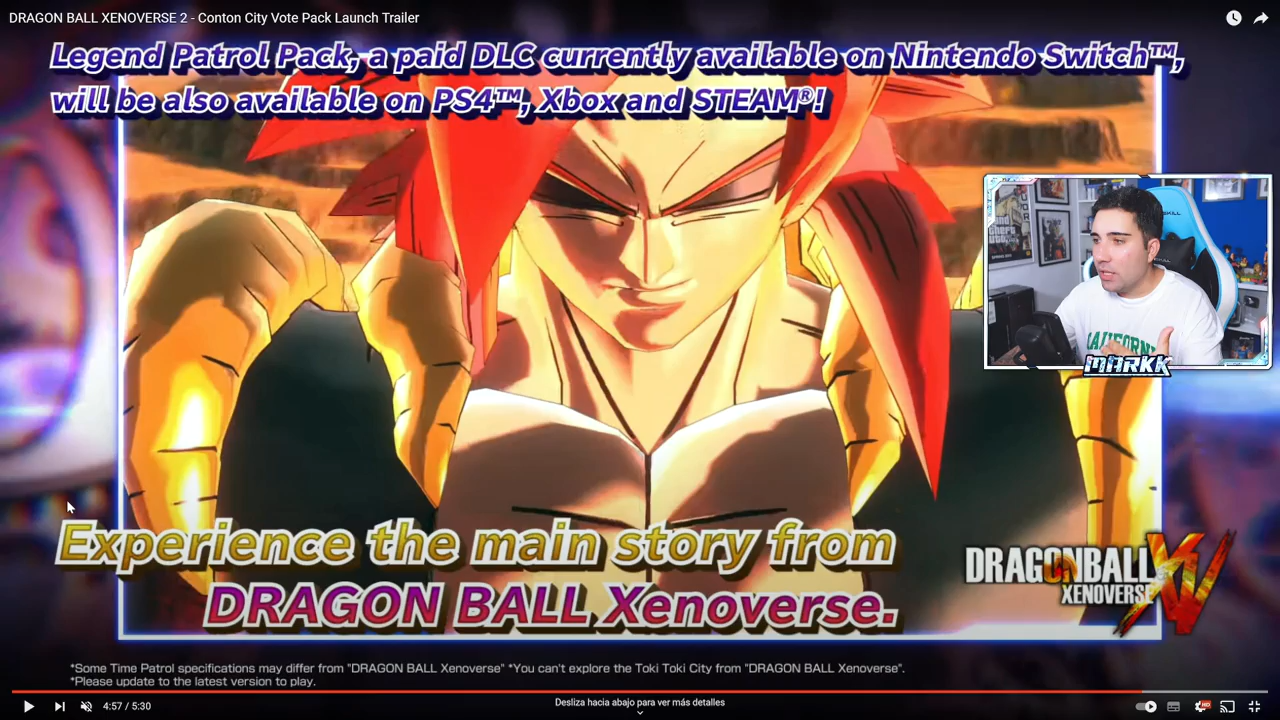 DRAGON BALL XENOVERSE 2 - Conton City Vote Pack Launch Trailer
Legend Patrol Pack, a paid DLC currently available on Nintendo Switch™,
will be also available on PS4™, Xbox and STEAM®!
MARKK
Experience the main story from
DRAGON BALL Xenoverse.
DRAGONBALL
XENOVERSE
XV
*Some Time Patrol specifications may differ from "DRAGON BALL Xenoverse" *You can't explore the Toki Toki City from "DRAGON BALL Xenoverse".
*Please update to the latest version to play.
4:57 / 5:30
Desliza hacia abajo para ver más detalles
HD